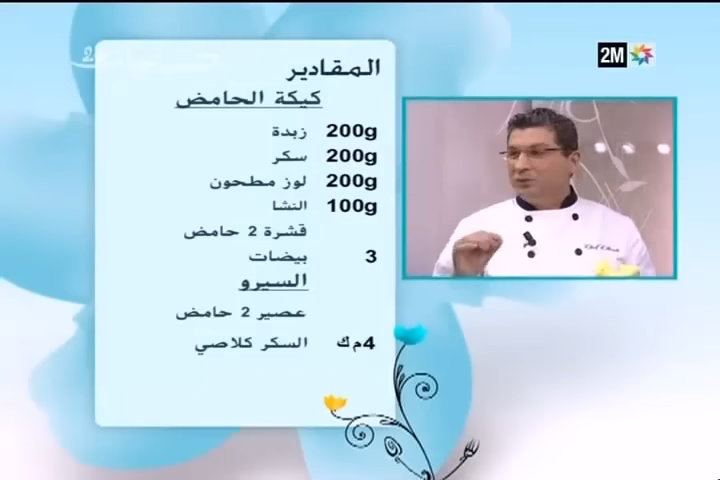 المقادير
كيكة الحامض
200g زبدة
200g سكر
200g لوز مطحون
100g النشا
قشرة 2 حامض
3 بيضات
السيرو
عصير 2 حامض
4 م ك السكر كلاصي
2M